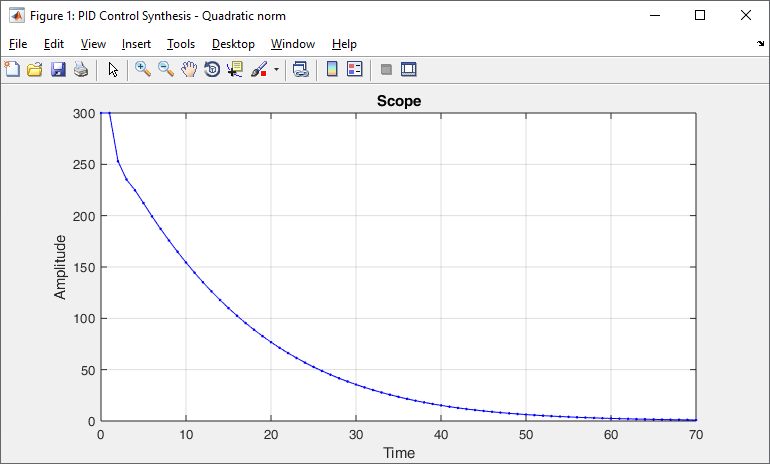 Figure 1: PID Control Synthesis - Quadratic norm
File Edit View Insert Tools Desktop Window Help
Scope
300
250
200
150
100
50
0
Amplitude
0 10 20 30 40 50 60 70
Time